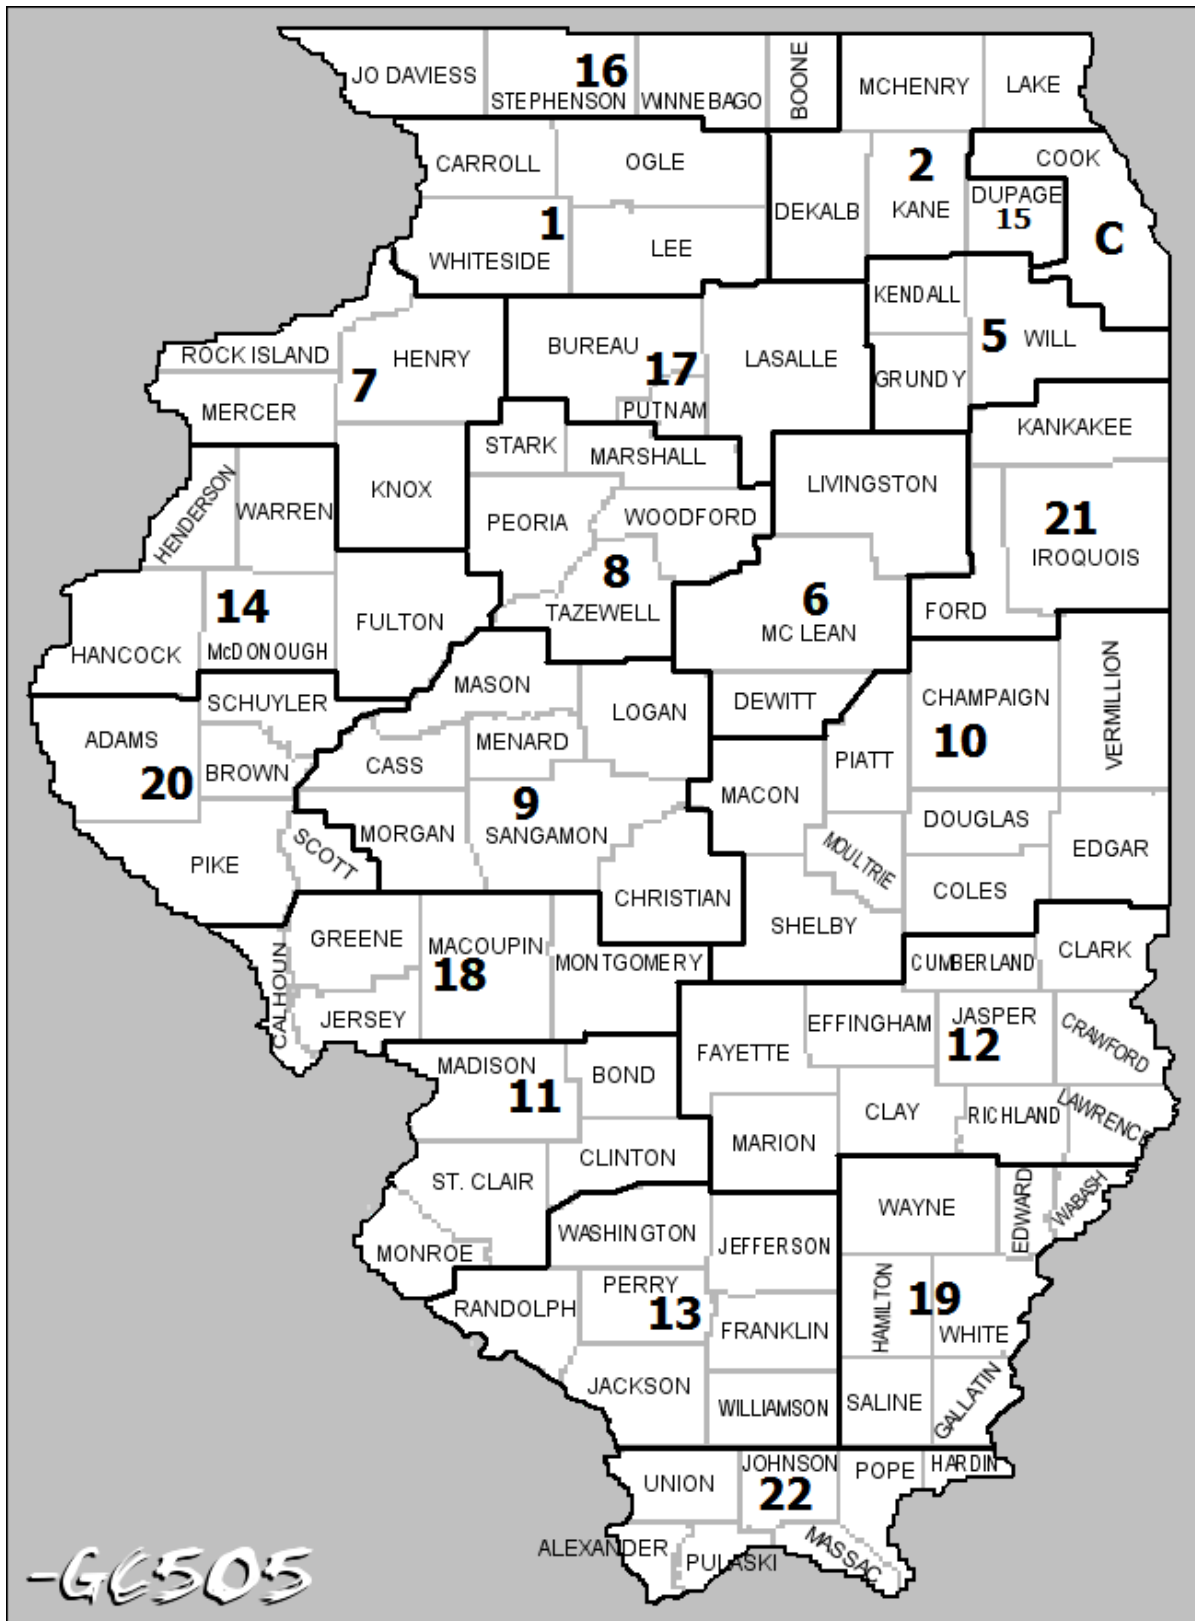 JO DAVIESS
16
STEPHENSON
WINNEBAGO
BOONE
MCHENRY
LAKE
CARROLL
OGLE
COOK
2
DEKALB
KANE
DUPAGE
15
1
WHITESIDE
LEE
C
KENDALL
5
WILL
ROCK ISLAND
HENRY
BUREAU
17
LASALLE
GRUNDY
7
MERCER
PUTNAM
KANKAKEE
STARK
MARSHALL
HENDERSON
WARREN
KNOX
PEORIA
WOODFORD
LIVINGSTON
21
IROQUOIS
8
TAZEWELL
6
MC LEAN
FORD
14
HANCOCK
McDONOUGH
FULTON
SCHUYLER
MASON
LOGAN
DEWITT
CHAMPAIGN
VERMILLION
ADAMS
20
BROWN
CASS
MENARD
PIATT
10
MACON
9
MORGAN
SANGAMON
DOUGLAS
EDGAR
PIKE
SCOTT
CHRISTIAN
MOULTRIE
COLES
SHELBY
CALHOUN
GREENE
MACOUPIN
18
MONTGOMERY
CUMBERLAND
CLARK
JERSEY
FAYETTE
EFFINGHAM
JASPER
12
CRAWFORD
MADISON
11
BOND
CLAY
RICHLAND
LAWRENCE
MARION
CLINTON
ST. CLAIR
MONROE
WASHINGTON
JEFFERSON
WAYNE
EDWARD
WABASH
RANDOLPH
PERRY
13
FRANKLIN
HAMILTON
19
WHITE
JACKSON
WILLIAMSON
SALINE
GALLATIN
UNION
JOHNSON
22
POPE
HARDIN
ALEXANDER
PULASKI
MASSAC
-GC505